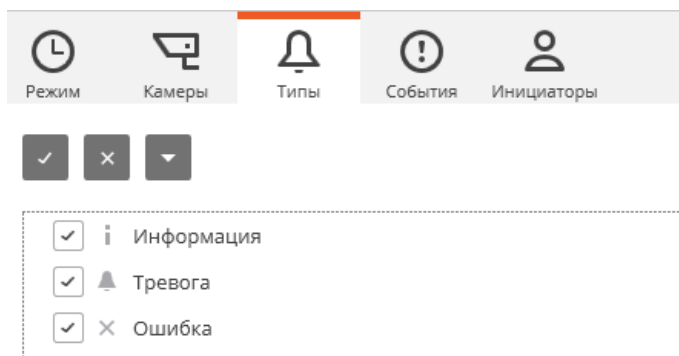 Режим Камеры Типы События Инициаторы
Информация
Тревога
Ошибка